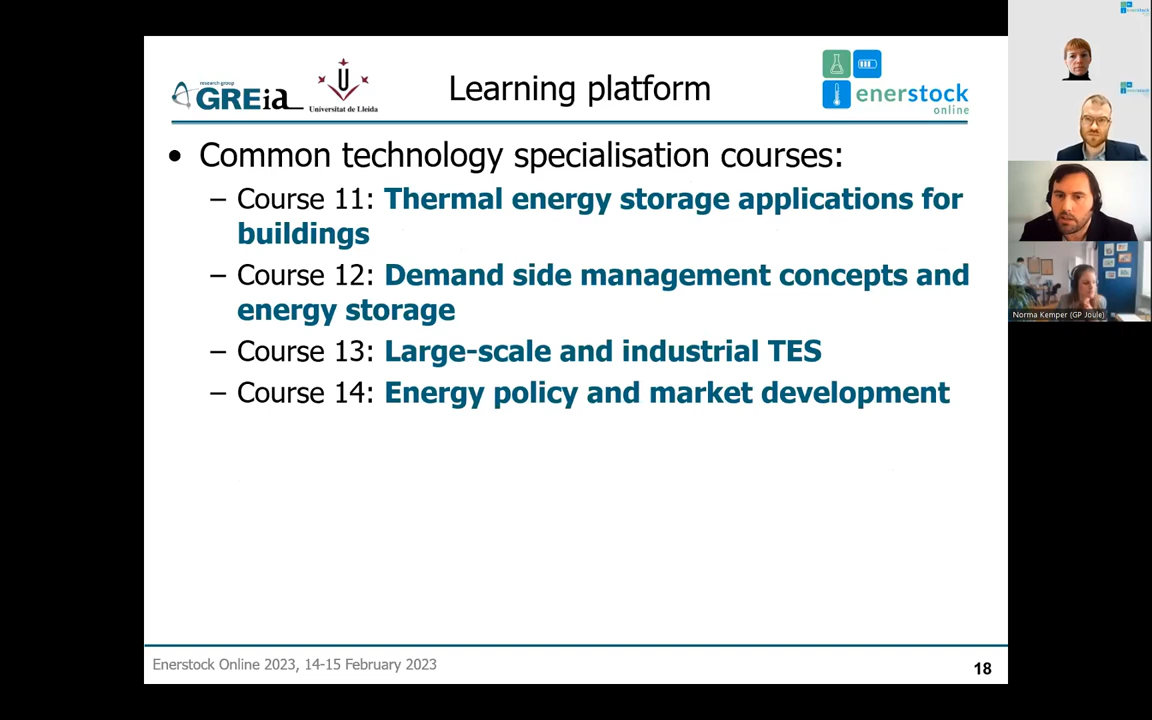 research group
GREia
Universitat de Lleida
Learning platform
enerstock
online
• Common technology specialisation courses:
– Course 11: Thermal energy storage applications for
buildings
– Course 12: Demand side management concepts and
energy storage
– Course 13: Large-scale and industrial TES
– Course 14: Energy policy and market development
Enerstock Online 2023, 14-15 February 2023
18
Norma Kemper (GP Joule)